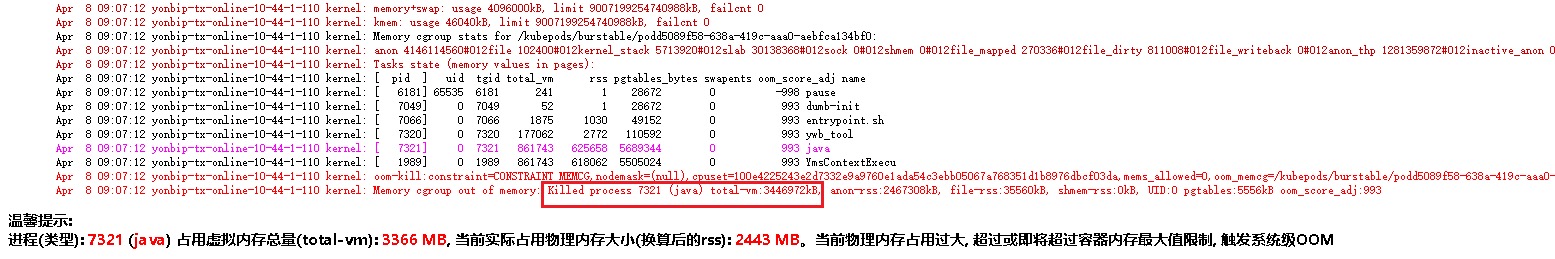 Apr  8 09:07:12 yonbip-tx-online-10-44-1-110 kernel: memory+swap: usage 4096000kB, limit 9007199254740988kB, failcnt 0
Apr  8 09:07:12 yonbip-tx-online-10-44-1-110 kernel: kmem: usage 46040kB, limit 9007199254740988kB, failcnt 0
Apr  8 09:07:12 yonbip-tx-online-10-44-1-110 kernel: Memory cgroup stats for /kubepods/burstable/podd5089f58-638a-419c-aaa0-aebfca134bf0:
Apr  8 09:07:12 yonbip-tx-online-10-44-1-110 kernel: anon 4146114560#012file 102400#012kernel_stack 5713920#012slab 30138368#012sock 0#012shmem 0#012file_mapped 270336#012file_dirty 811008#012file_writeback 0#012anon_thp 1281359872#012inactive_anon 0
Apr  8 09:07:12 yonbip-tx-online-10-44-1-110 kernel: Tasks state (memory values in pages):
Apr  8 09:07:12 yonbip-tx-online-10-44-1-110 kernel: [  pid  ]   uid  tgid total_vm      rss pgtables_bytes swapents oom_score_adj name
Apr  8 09:07:12 yonbip-tx-online-10-44-1-110 kernel: [   6181] 65535  6181      241        1    28672        0          -998 pause
Apr  8 09:07:12 yonbip-tx-online-10-44-1-110 kernel: [   7049]     0  7049       52        1    28672        0           993 dumb-init
Apr  8 09:07:12 yonbip-tx-online-10-44-1-110 kernel: [   7066]     0  7066     1875     1030    49152        0           993 entrypoint.sh
Apr  8 09:07:12 yonbip-tx-online-10-44-1-110 kernel: [   7320]     0  7320   177062     2772   110592        0           993 ywb_tool
Apr  8 09:07:12 yonbip-tx-online-10-44-1-110 kernel: [   7321]     0  7321   861743   625658  5689344        0           993 java
Apr  8 09:07:12 yonbip-tx-online-10-44-1-110 kernel: [   1989]     0  1989   861743   618062  5505024        0           993 YmsContextExecu
Apr  8 09:07:12 yonbip-tx-online-10-44-1-110 kernel: oom-kill:constraint=CONSTRAINT_MEMCG,nodemask=(null),cpuset=100e4225243e2d7332e9a9760e1ada54c3ebb05067a768351d1b8976dbcf03da,mems_allowed=0,oom_memcg=/kubepods/burstable/podd5089f58-638a-419c-aaa0-
Apr  8 09:07:12 yonbip-tx-online-10-44-1-110 kernel: Memory cgroup out of memory: Killed process 7321 (java) total-vm:3446972kB, anon-rss:2467308kB, file-rss:35560kB, shmem-rss:0kB, UID:0 pgtables:5556kB oom_score_adj:993
温馨提示:
进程(类型): 7321 (java) 占用虚拟内存总量(total-vm): 3366 MB, 当前实际占用物理内存大小(换算后的rss): 2443 MB。当前物理内存占用过大, 超过或即将超过容器内存最大值限制, 触发系统级OOM